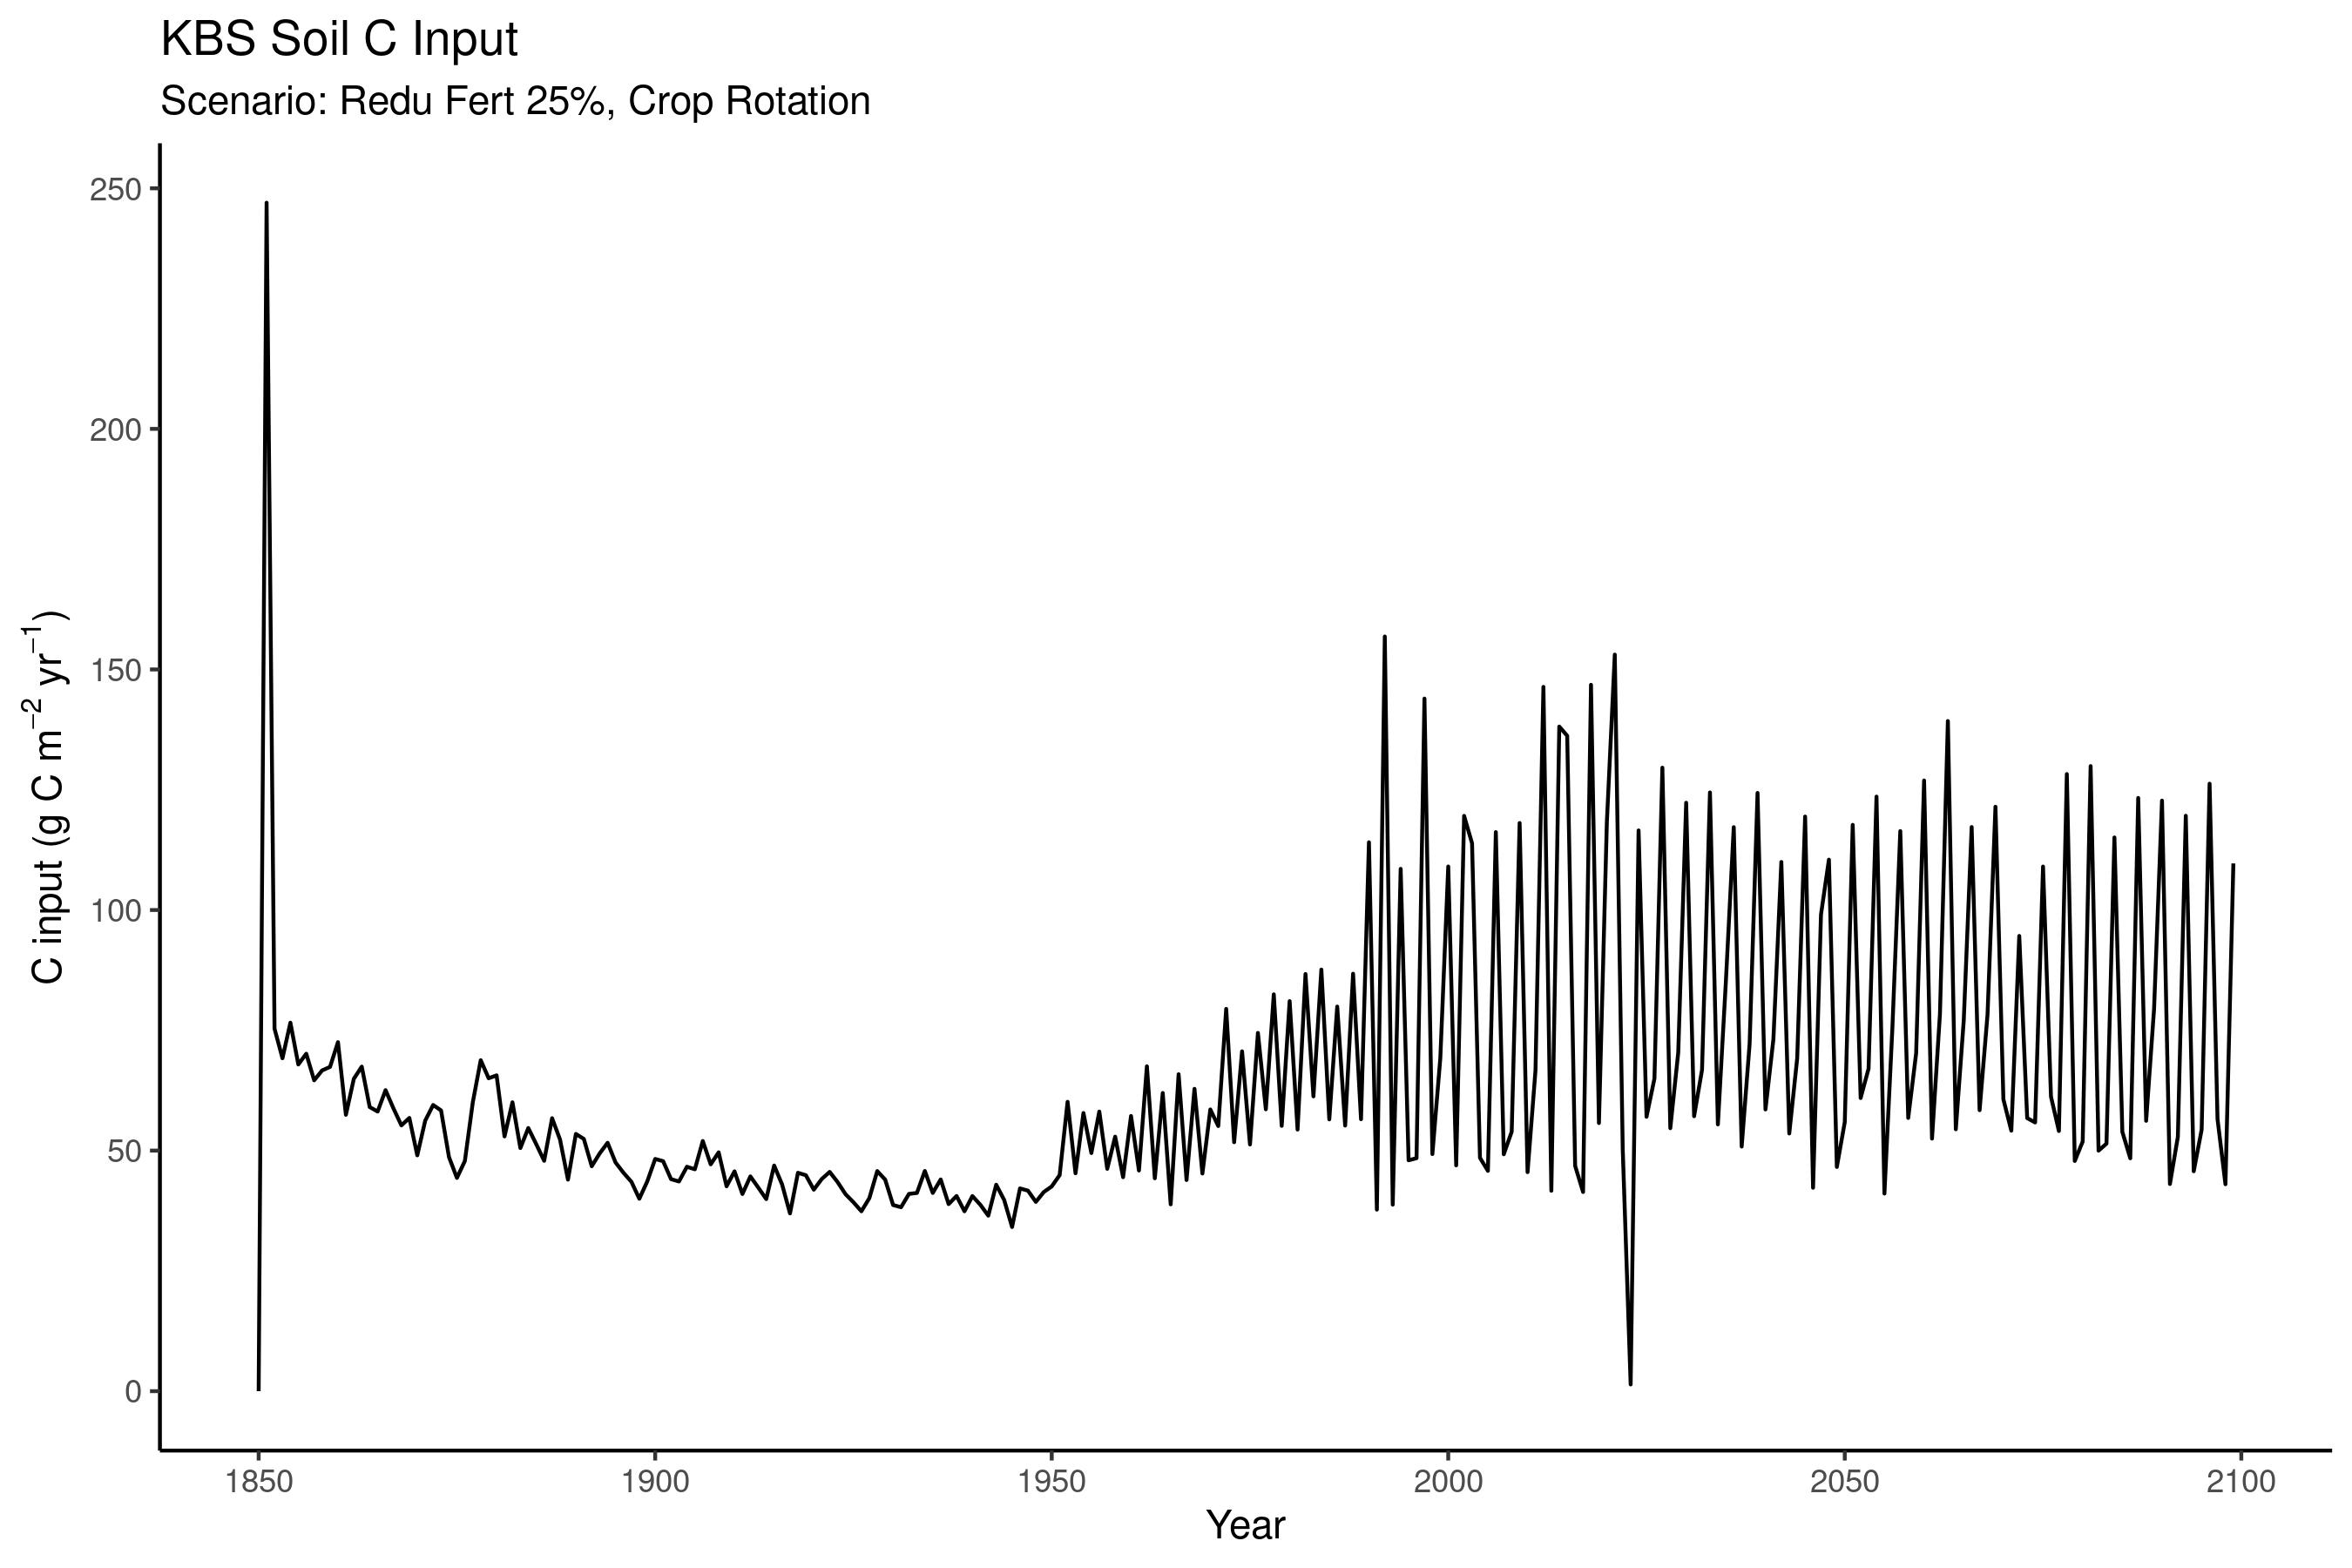 KBS Soil C Input
Scenario: Redu Fert 25%, Crop Rotation
C input (g C m⁻² yr⁻¹)
250
200
150
100
50
0
1850 1900 1950 2000 2050 2100
Year